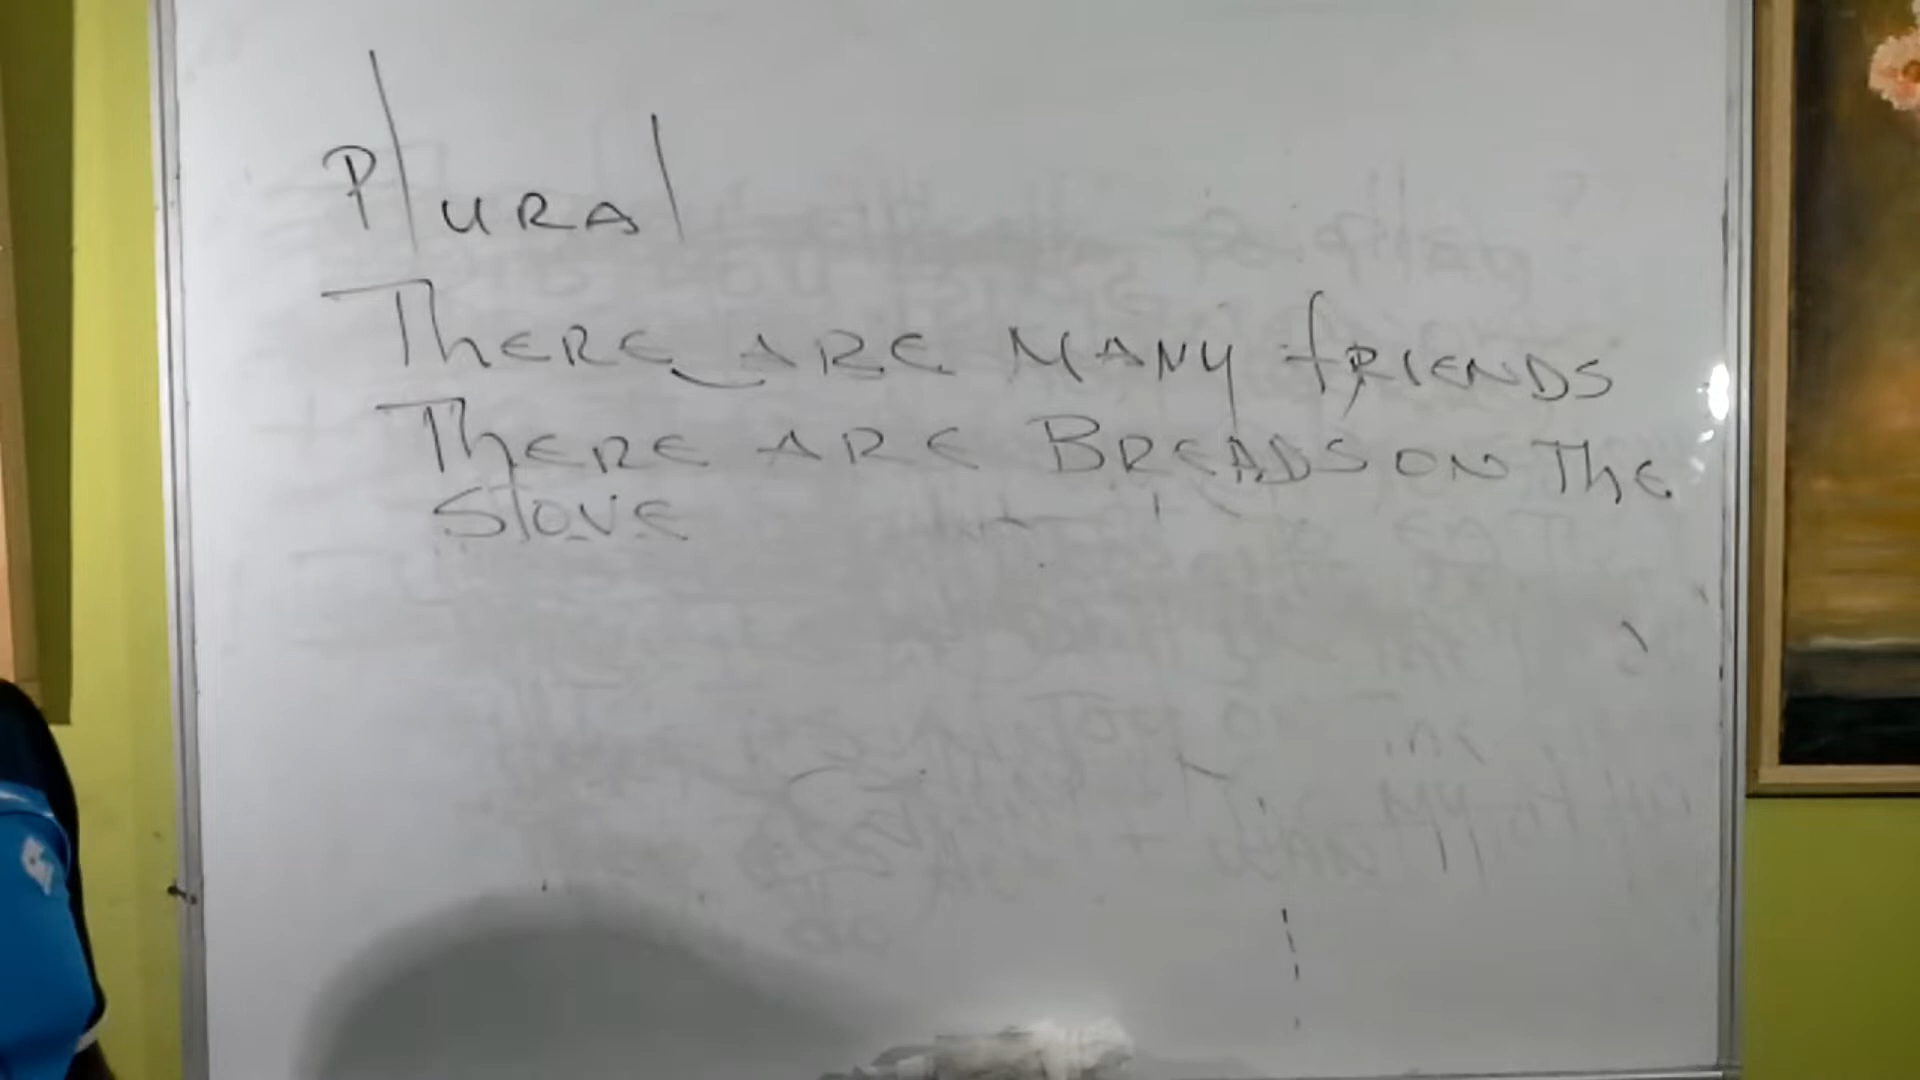 Plural
There are many friends
There are Breads on the
stove